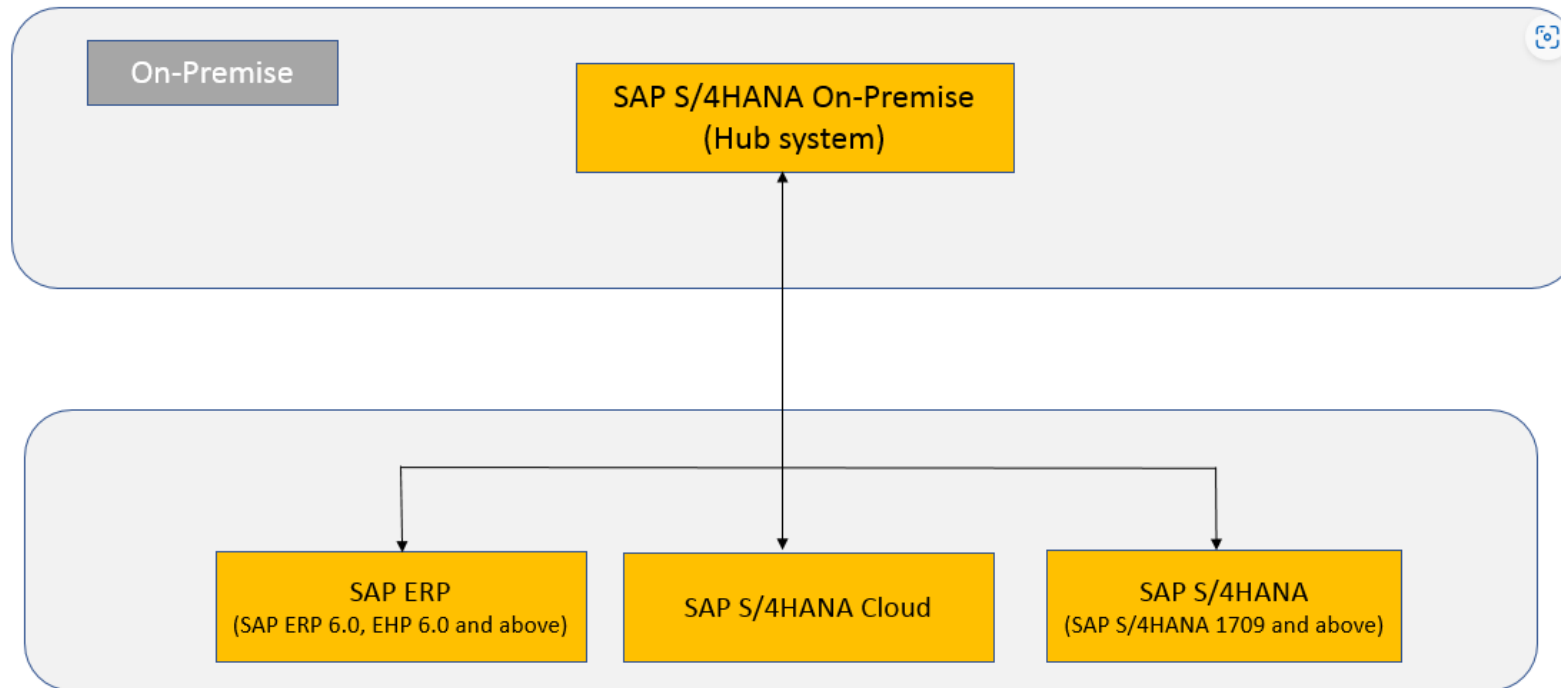 On-Premise
SAP S/4HANA On-Premise
(Hub system)
SAP ERP
(SAP ERP 6.0, EHP 6.0 and above)
SAP S/4HANA Cloud
SAP S/4HANA
(SAP S/4HANA 1709 and above)